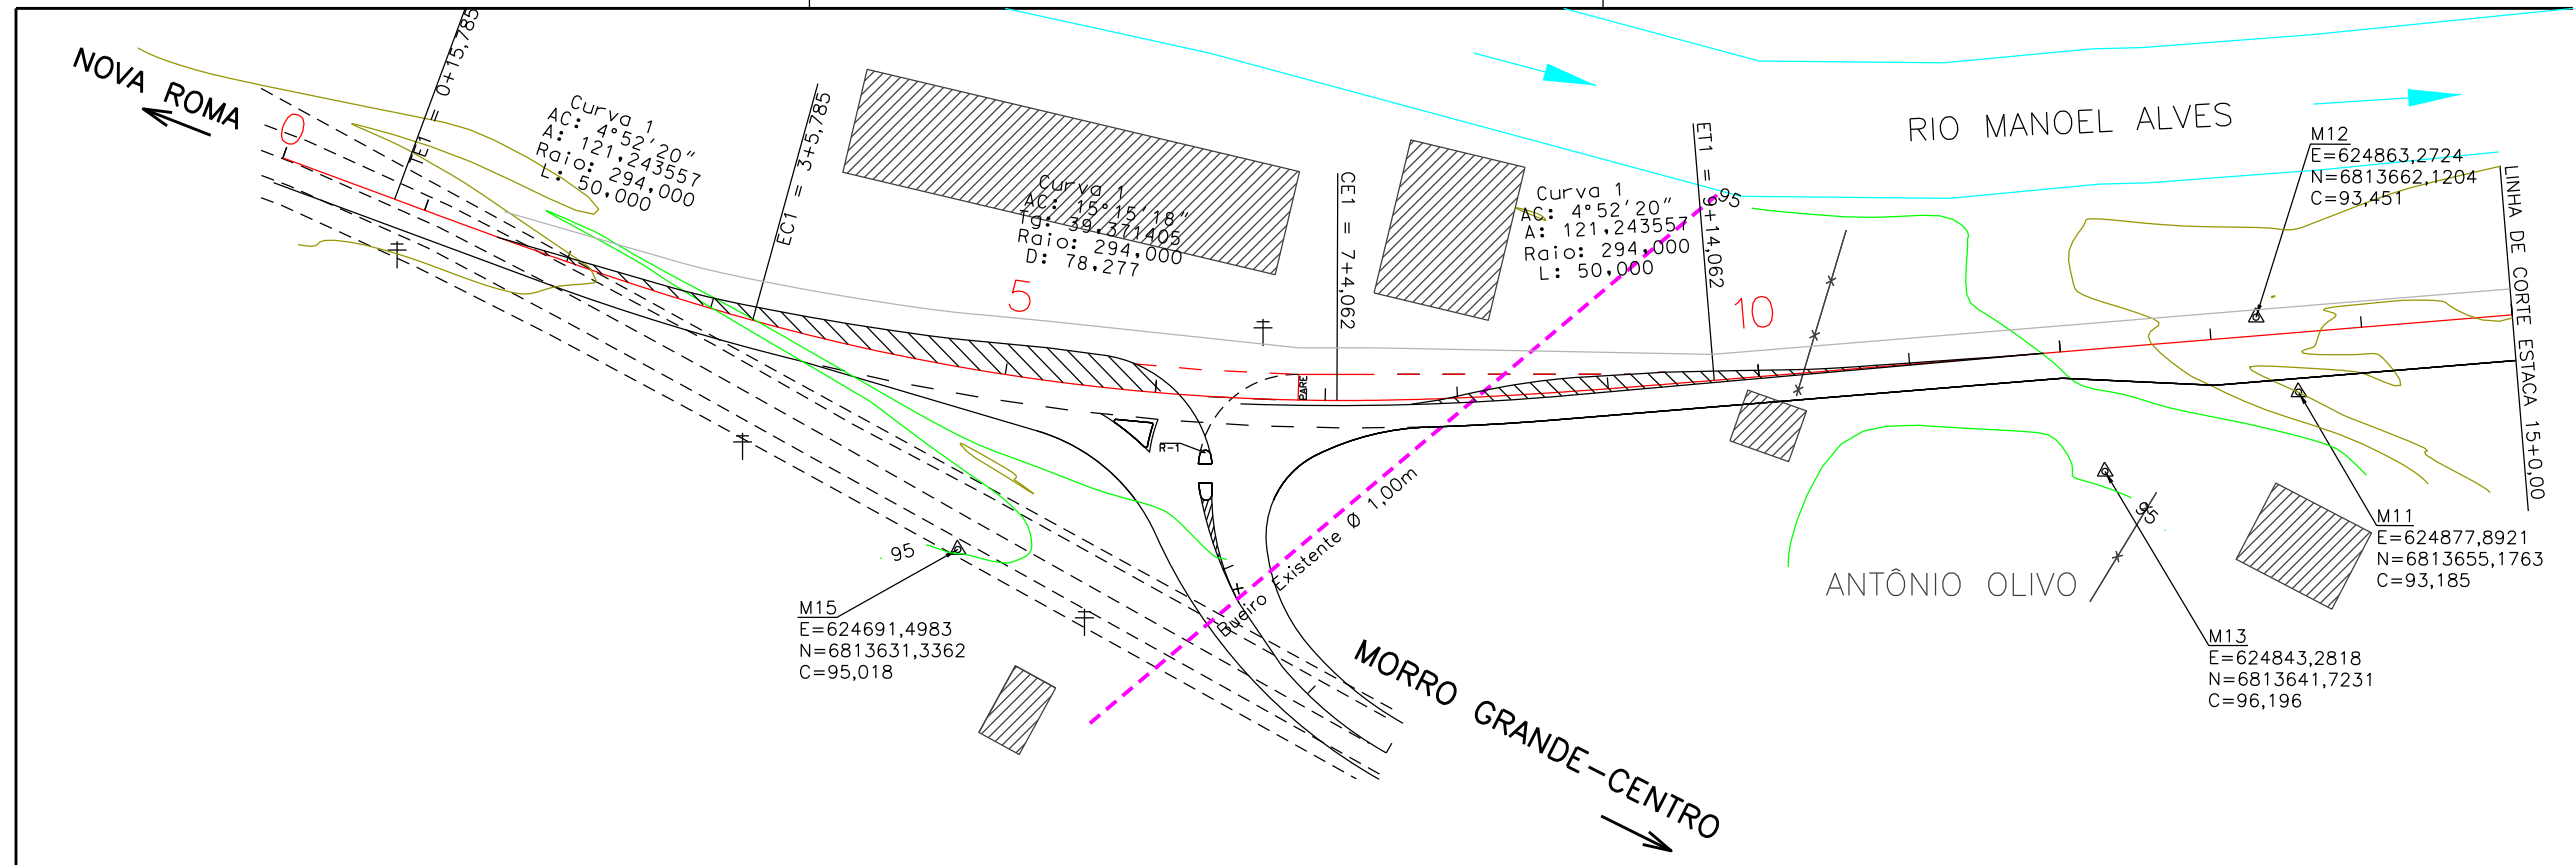 NOVA ROMA
0
TE1 = 0+15,785
Curva 1
AC: 4°52'20"
A: 121,243557
Raio: 294,000
L: 50,000
EC1 = 3+5,785
Curva 1
AC: 15°15'18"
Tg: 39,371405
Raio: 294,000
D: 78,277
5
CE1 = 7+4,062
PARE
R-1
Curva 1
AC: 4°52'20"
A: 121,243557
Raio: 294,000
L: 50,000
ET1 = 9+14,062
95
10
RIO MANOEL ALVES
M12
E=624863,2724
N=6813662,1204
C=93,451
LINHA DE CORTE ESTACA 15+0,00
M11
E=624877,8921
N=6813655,1763
C=93,185
95
ANTÔNIO OLIVO
M13
E=624843,2818
N=6813641,7231
C=96,196
Bueiro Existente Ø 1,00m
95
M15
E=624691,4983
N=6813631,3362
C=95,018
MORRO GRANDE-CENTRO